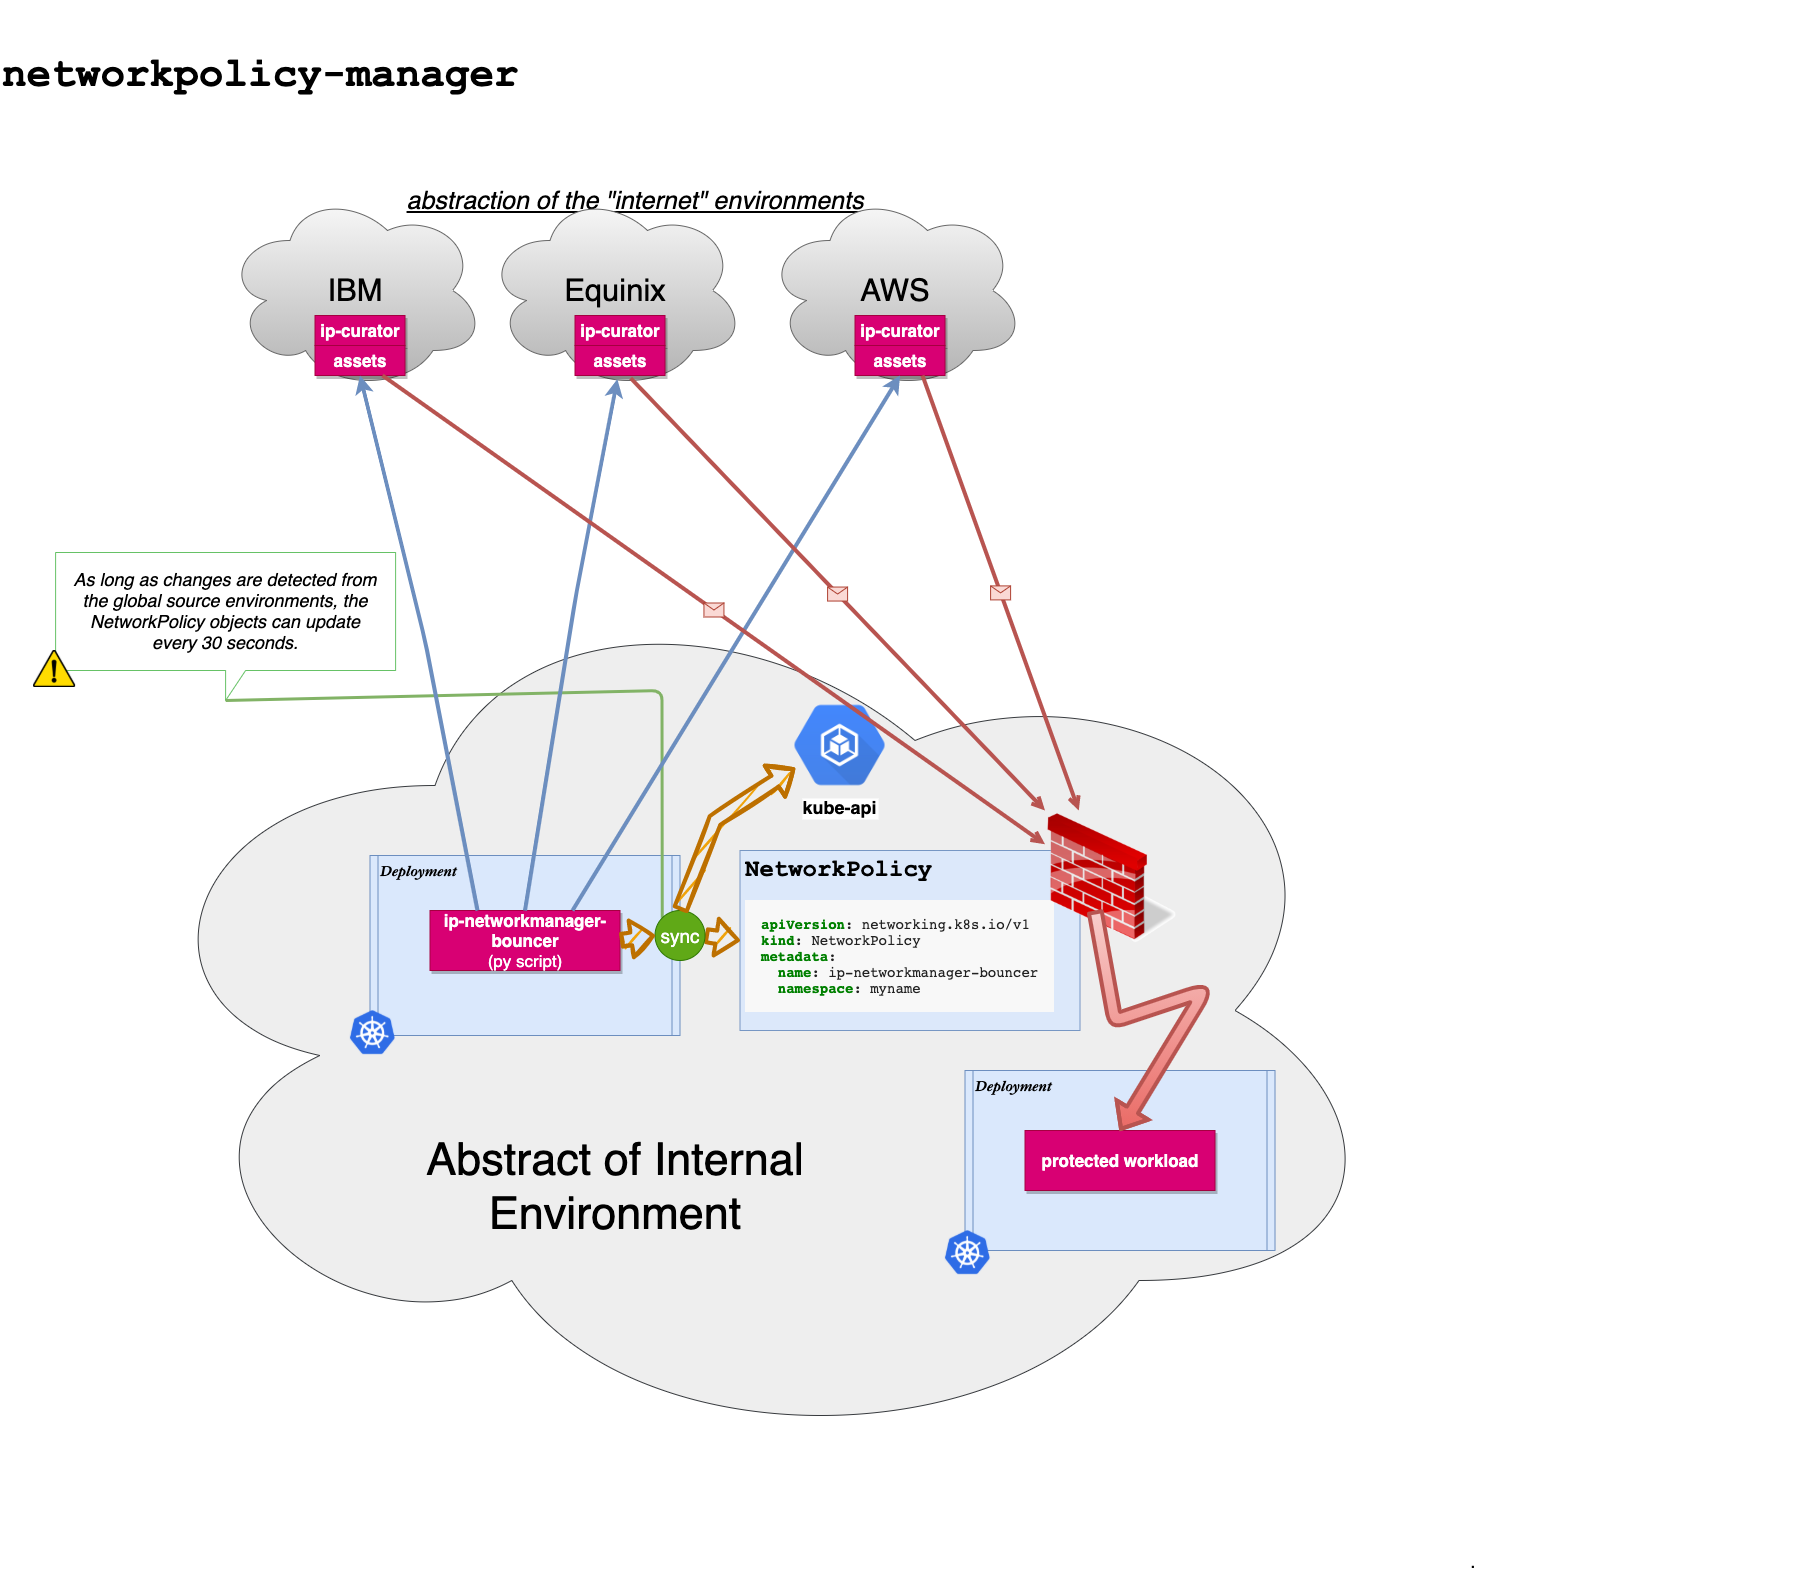 networkpolicy-manager
abstraction of the "internet" environments
IBM
ip-curator
assets
Equinix
ip-curator
assets
AWS
ip-curator
assets
As long as changes are detected from
the global source environments, the
NetworkPolicy objects can update
every 30 seconds.
kube-api
Deployment
ip-networkmanager-
bouncer
(py script)
sync
NetworkPolicy
apiVersion: networking.k8s.io/v1
kind: NetworkPolicy
metadata:
  name: ip-networkmanager-bouncer
  namespace: myname
Deployment
protected workload
Abstract of Internal
Environment
.